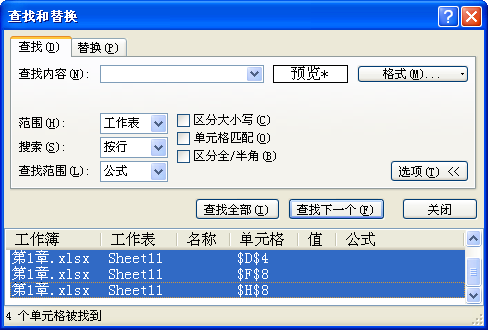 查找和替换
查找(D) 替换(P)
查找内容(N): 预览* 格式(M)...
范围(H): 工作表 区分大小写(C)
搜索(S): 按行 单元格匹配(O)
查找范围(L): 公式 区分全/半角(B)
选项(T) <<
查找全部(I) 查找下一个(F) 关闭
工作簿 工作表 名称 单元格 值 公式
第1章.xlsx Sheet11 $D$4
第1章.xlsx Sheet11 $F$8
第1章.xlsx Sheet11 $H$8
4 个单元格被找到